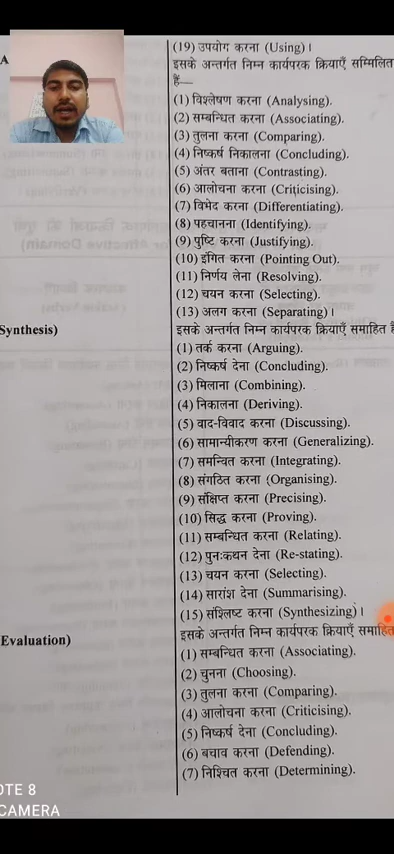 (19) उपयोग करना (Using)।
A
इसके अन्तर्गत निम्न कार्यपरक क्रियाएँ सम्मिलित
हैं—
(1) विश्लेषण करना (Analysing).
(2) सम्बन्धित करना (Associating).
(3) तुलना करना (Comparing).
(4) निष्कर्ष निकालना (Concluding).
(5) अंतर बताना (Contrasting).
(6) आलोचना करना (Criticising).
(7) विभेद करना (Differentiating).
(8) पहचानना (Identifying).
(9) पुष्टि करना (Justifying).
(10) इंगित करना (Pointing Out).
(11) निर्णय लेना (Resolving).
(12) चयन करना (Selecting).
(13) अलग करना (Separating)।
Synthesis)
इसके अन्तर्गत निम्न कार्यपरक क्रियाएँ समाहित हैं
(1) तर्क करना (Arguing).
(2) निष्कर्ष देना (Concluding).
(3) मिलाना (Combining).
(4) निकालना (Deriving).
(5) वाद-विवाद करना (Discussing).
(6) सामान्यीकरण करना (Generalizing).
(7) समन्वित करना (Integrating).
(8) संगठित करना (Organising).
(9) संक्षिप्त करना (Precising).
(10) सिद्ध करना (Proving).
(11) सम्बन्धित करना (Relating).
(12) पुनःकथन देना (Re-stating).
(13) चयन करना (Selecting).
(14) सारांश देना (Summarising).
(15) संश्लिष्ट करना (Synthesizing)।
Evaluation)
इसके अन्तर्गत निम्न कार्यपरक क्रियाएँ समाहित
(1) सम्बन्धित करना (Associating).
(2) चुनना (Choosing).
(3) तुलना करना (Comparing).
(4) आलोचना करना (Criticising).
(5) निष्कर्ष देना (Concluding).
(6) बचाव करना (Defending).
(7) निश्चित करना (Determining).
OTE 8
CAMERA